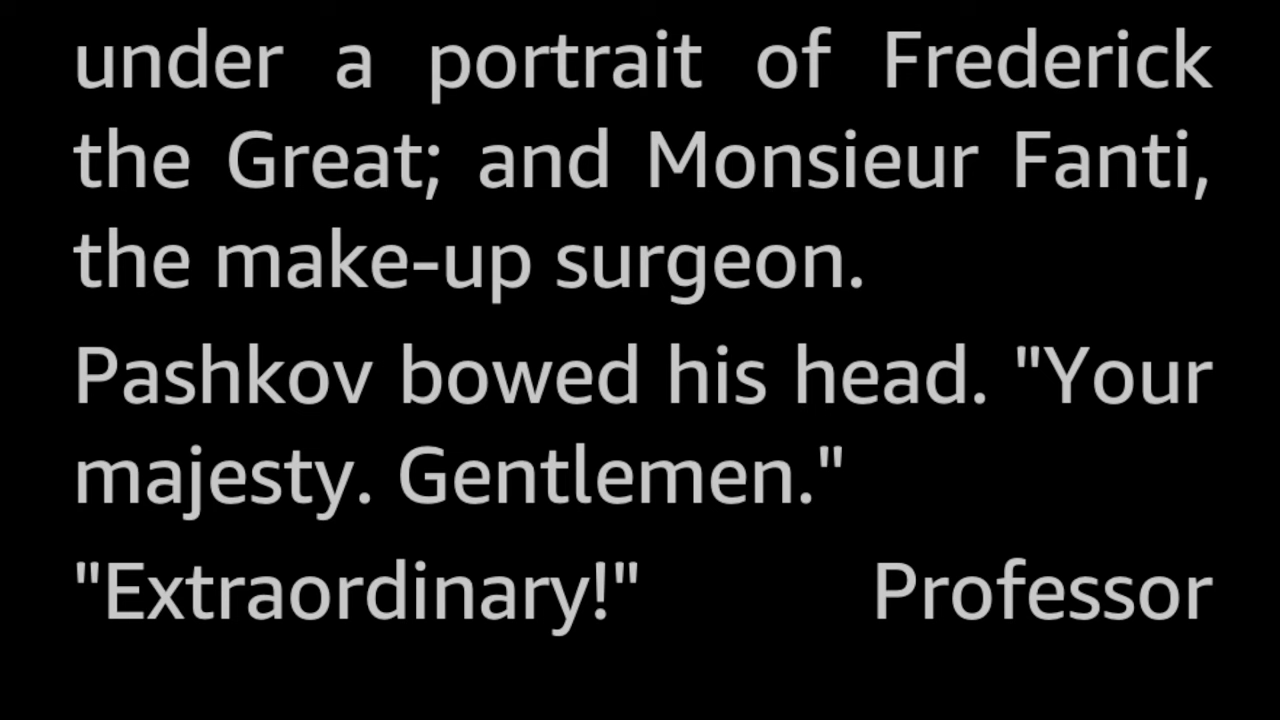 under a portrait of Frederick
the Great; and Monsieur Fanti,
the make-up surgeon.
Pashkov bowed his head. "Your
majesty. Gentlemen."
"Extraordinary!" Professor